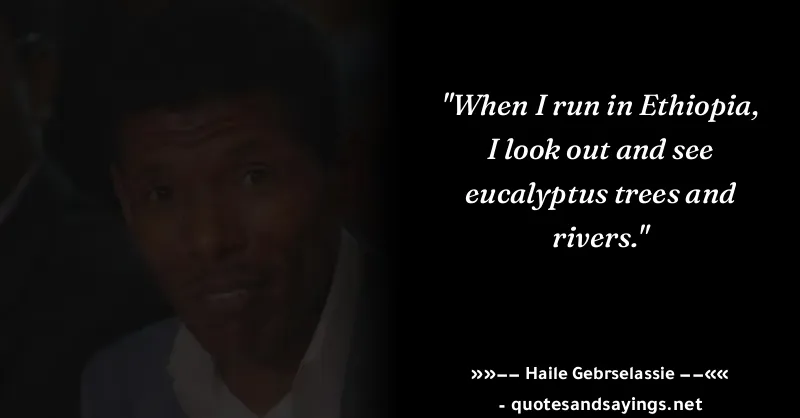 "When I run in Ethiopia,
I look out and see
eucalyptus trees and
rivers."
»»−− Haile Gebrselassie −−««
- quotesandsayings.net